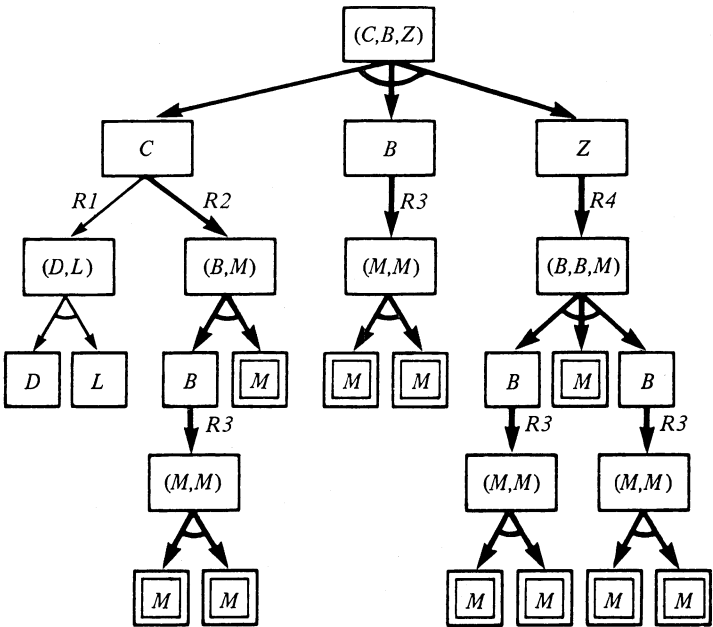 (C,B,Z)
C B Z
R1 R2 R3 R4
(D,L) (B,M) (M,M) (B,B,M)
D L B M M M B M B
R3 R3 R3
(M,M) (M,M) (M,M)
M M M M M M